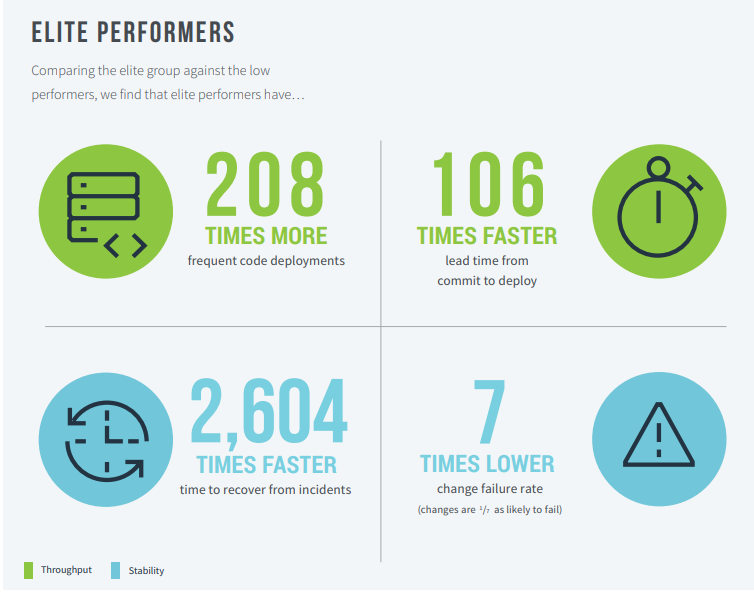 ELITE PERFORMERS
Comparing the elite group against the low
performers, we find that elite performers have…
208
TIMES MORE
frequent code deployments
106
TIMES FASTER
lead time from
commit to deploy
2,604
TIMES FASTER
time to recover from incidents
7
TIMES LOWER
change failure rate
(changes are 1/7 as likely to fail)
Throughput
Stability